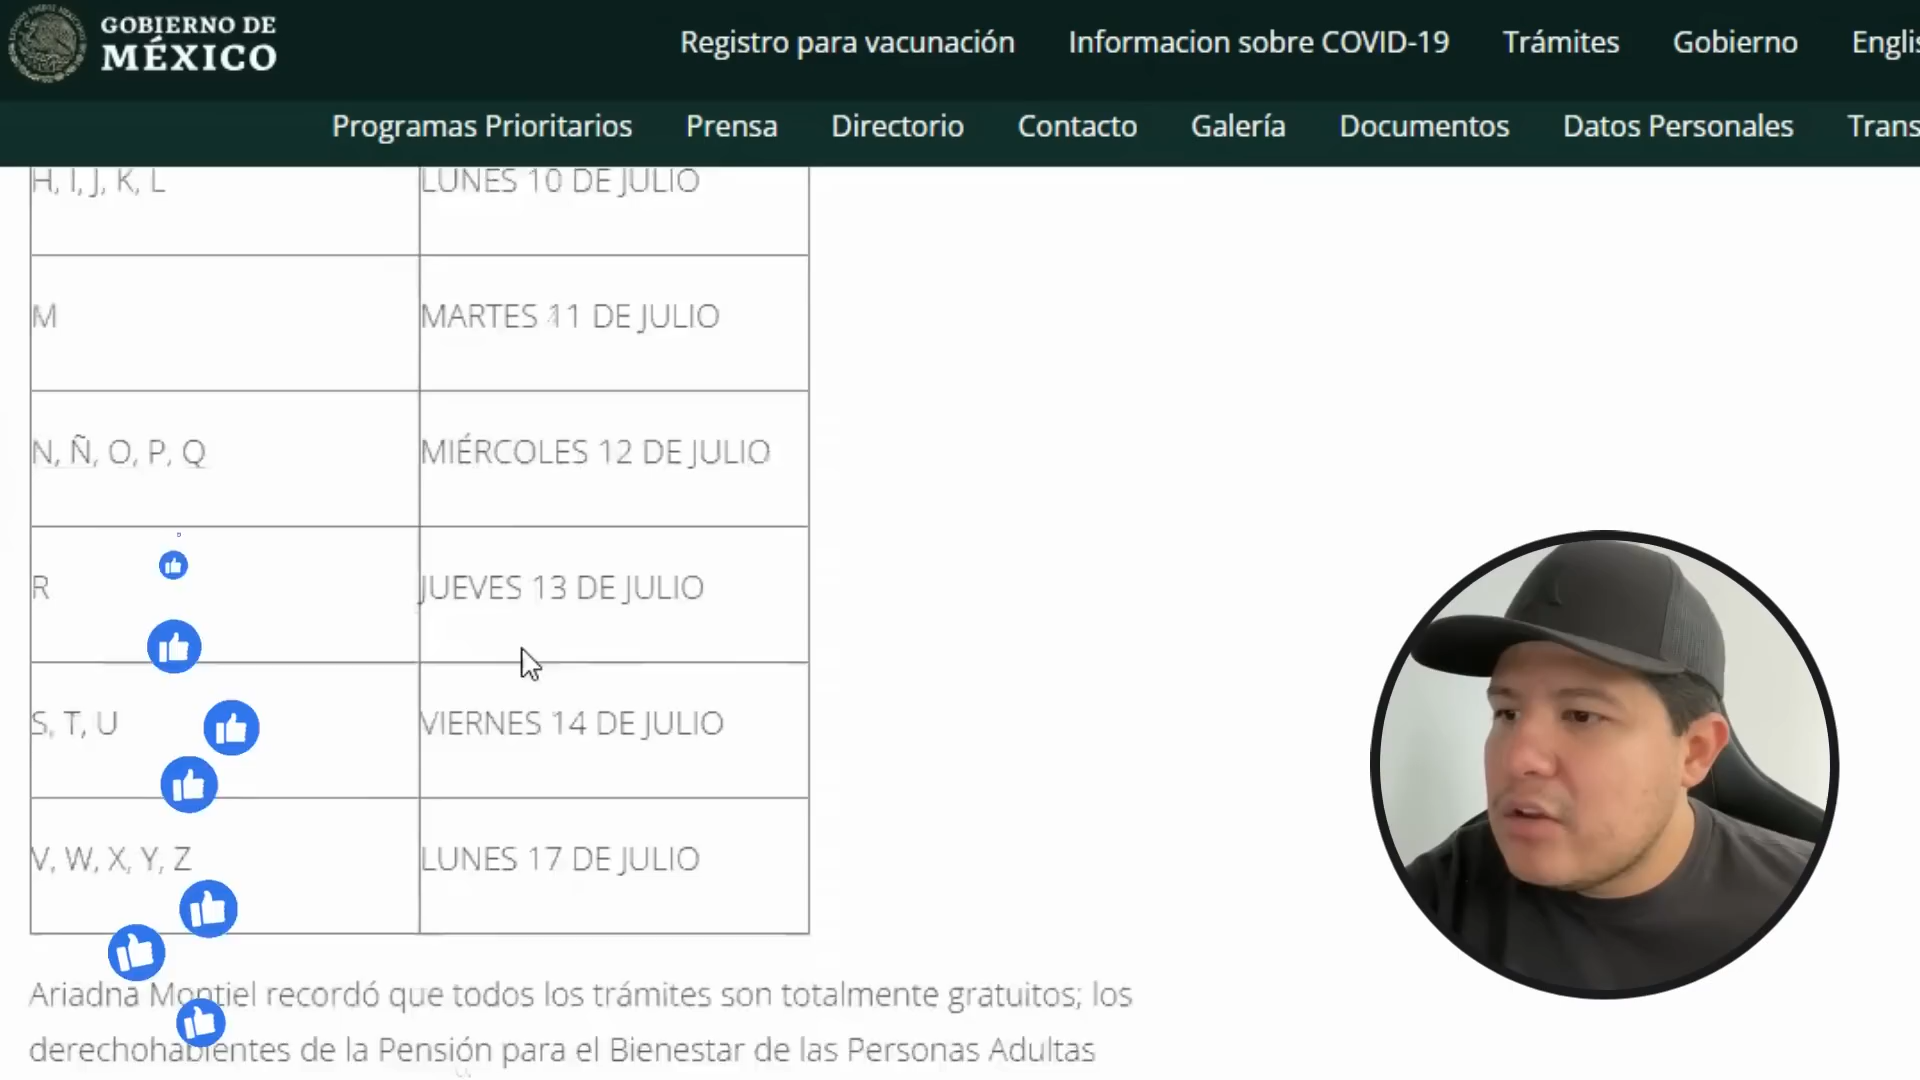 GOBIERNO DE
MÉXICO
Registro para vacunación Informacion sobre COVID-19 Trámites Gobierno Englis
Programas Prioritarios Prensa Directorio Contacto Galería Documentos Datos Personales Trans
H, I, J, K, L LUNES 10 DE JULIO
M MARTES 11 DE JULIO
N, Ñ, O, P, Q MIÉRCOLES 12 DE JULIO
R JUEVES 13 DE JULIO
S, T, U VIERNES 14 DE JULIO
V, W, X, Y, Z LUNES 17 DE JULIO
Ariadna Montiel recordó que todos los trámites son totalmente gratuitos; los
derechohabientes de la Pensión para el Bienestar de las Personas Adultas